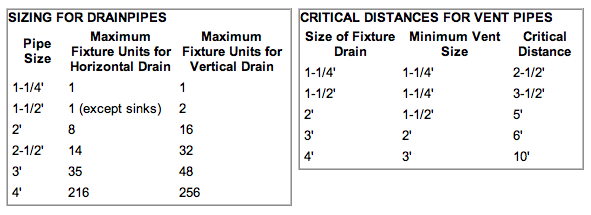 SIZING FOR DRAINPIPES
Pipe Size Maximum Fixture Units for Horizontal Drain Maximum Fixture Units for Vertical Drain
1-1/4' 1 1
1-1/2' 1 (except sinks) 2
2' 8 16
2-1/2' 14 32
3' 35 48
4' 216 256
CRITICAL DISTANCES FOR VENT PIPES
Size of Fixture Drain Minimum Vent Size Critical Distance
1-1/4' 1-1/4' 2-1/2'
1-1/2' 1-1/4' 3-1/2'
2' 1-1/2' 5'
3' 2' 6'
4' 3' 10'